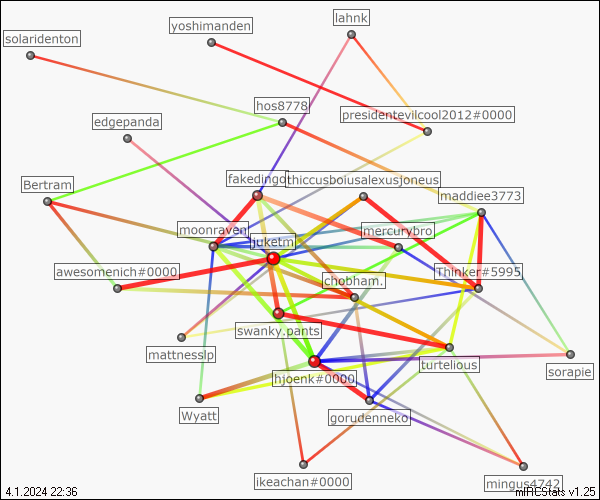 lahnk
yoshimanden
solaridenton
hos8778
presidentevilcool2012#0000
edgepanda
fakedingo
thiccusboiusalexusjoneus
Bertram
maddiee3773
moonraven
mercurybro
juketm
awesomenich#0000
Thinker#5995
chobham.
swanky.pants
mattnesslp
turtelious
sorapie
hjoenk#0000
Wyatt
gorudenneko
ikeachan#0000
mingus4742
4.1.2024 22:36
mIRCStats v1.25